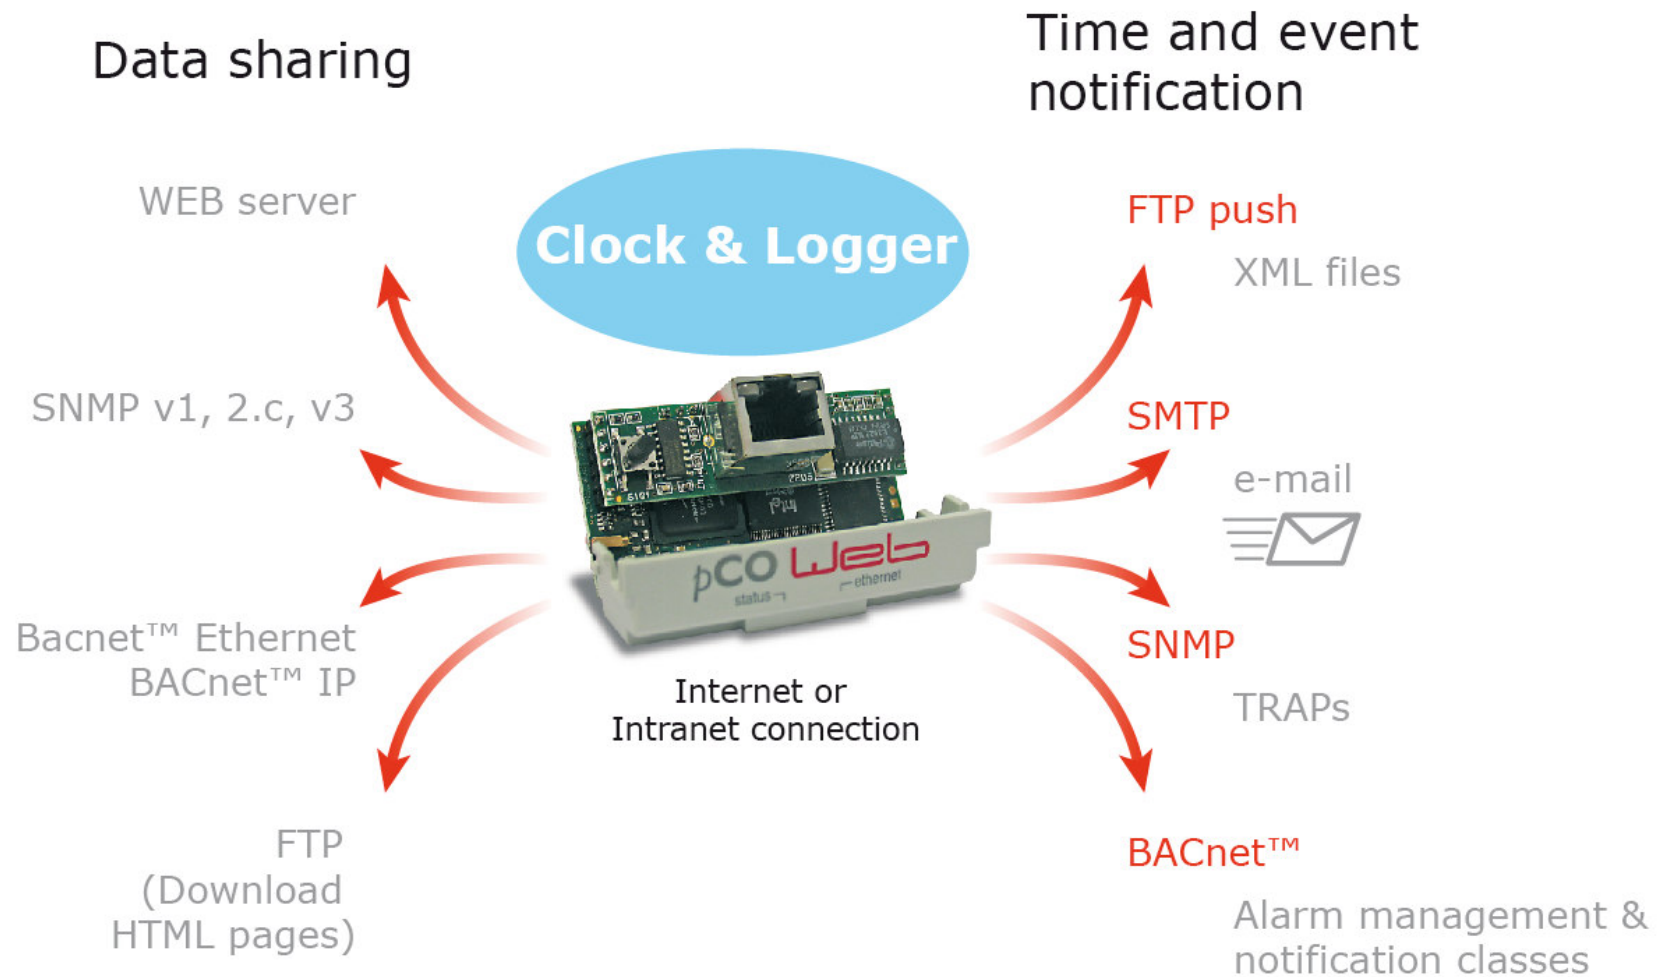 Data sharing
Time and event
notification
WEB server
SNMP v1, 2.c, v3
Bacnet™ Ethernet
BACnet™ IP
FTP
(Download
HTML pages)
Clock & Logger
pCO Web
status
ethernet
Internet or
Intranet connection
FTP push
XML files
SMTP
e-mail
SNMP
TRAPs
BACnet™
Alarm management &
notification classes